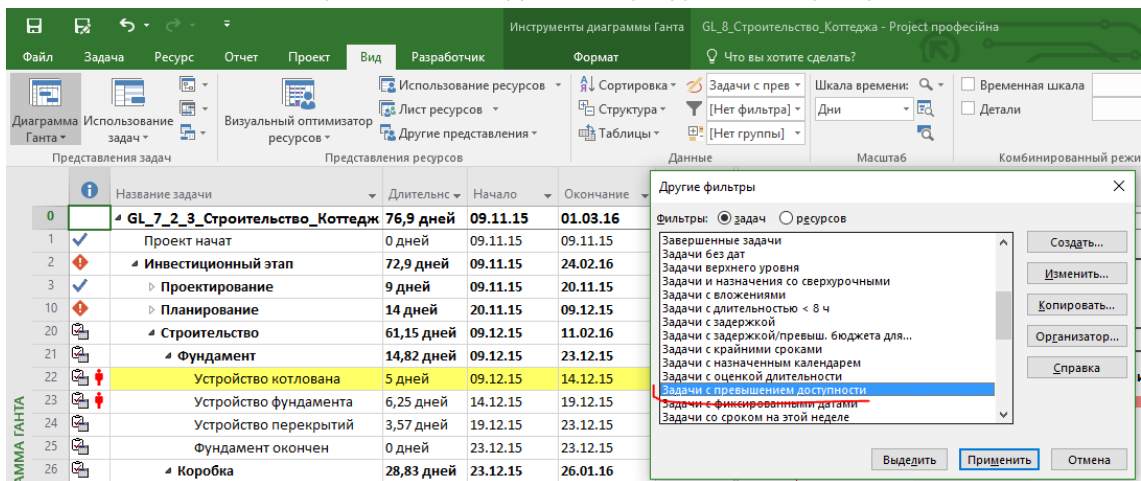 Инструменты диаграммы Ганта GL_8_Строительство_Коттеджа - Project професійна
Файл Задача Ресурс Отчет Проект Вид Разработчик Формат Что вы хотите сделать?
Диаграмма Ганта
Использование задач
Визуальный оптимизатор ресурсов
Использование ресурсов
Лист ресурсов
Другие представления
Сортировка
Структура
Таблицы
Задачи с прев
[Нет фильтра]
[Нет группы]
Шкала времени:
Дни
Временная шкала
Детали
Представления задач Представления ресурсов Данные Масштаб Комбинированный режи
Название задачи Длительнс Начало Окончание
0 GL_7_2_3_Строительство_Коттедж 76,9 дней 09.11.15 01.03.16
1 Проект начат 0 дней 09.11.15 09.11.15
2 Инвестиционный этап 72,9 дней 09.11.15 24.02.16
3 Проектирование 9 дней 09.11.15 20.11.15
10 Планирование 14 дней 20.11.15 09.12.15
20 Строительство 61,15 дней 09.12.15 11.02.16
21 Фундамент 14,82 дней 09.12.15 23.12.15
22 Устройство котлована 5 дней 09.12.15 14.12.15
23 Устройство фундамента 6,25 дней 14.12.15 19.12.15
24 Устройство перекрытий 3,57 дней 19.12.15 23.12.15
25 Фундамент окончен 0 дней 23.12.15 23.12.15
26 Коробка 28,83 дней 23.12.15 26.01.16
АММА ГАНТА
Другие фильтры
Фильтры: задач ресурсов
Завершенные задачи
Задачи без дат
Задачи верхнего уровня
Задачи и назначения со сверхурочными
Задачи с вложениями
Задачи с длительностью < 8 ч
Задачи с задержкой
Задачи с задержкой/превыш. бюджета для...
Задачи с крайними сроками
Задачи с назначенным календарем
Задачи с оценкой длительности
Задачи с превышением доступности
Задачи с фиксированными датами
Задачи со сроком на этой неделе
Создать...
Изменить...
Копировать...
Организатор...
Справка
Выделить Применить Отмена